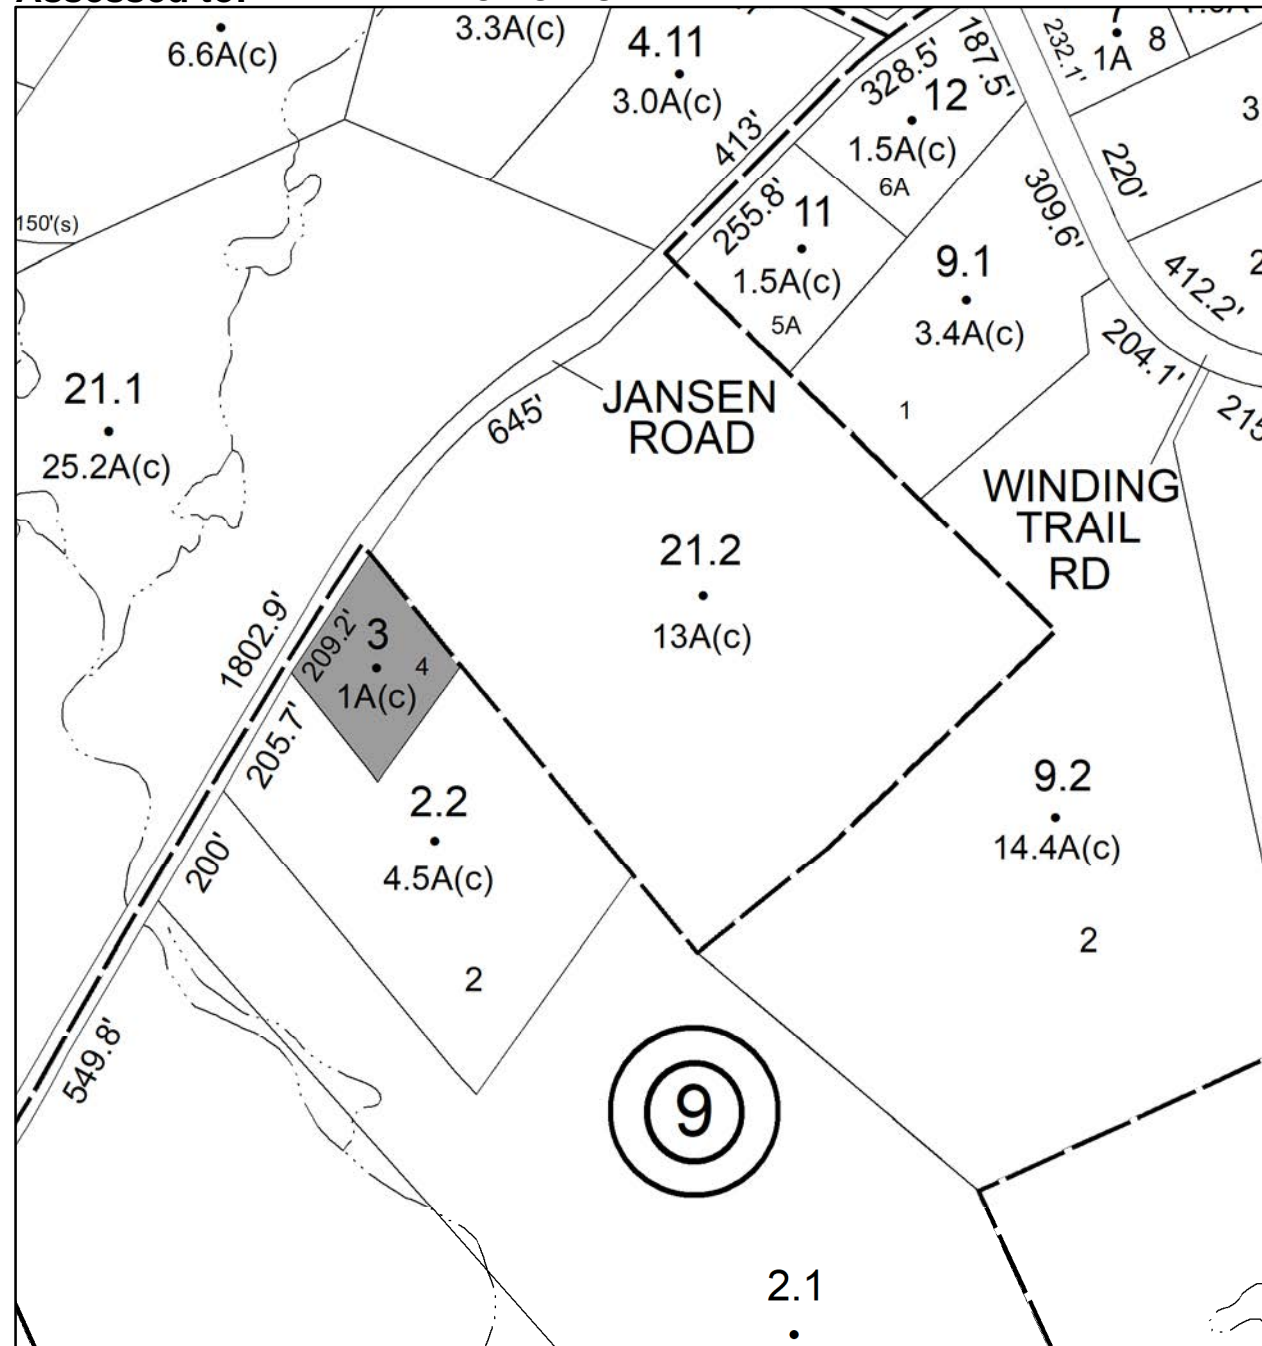 Assessed to:
6.6A(c)
3.3A(c)
4.11
3.0A(c)
413'
328.5'
187.5'
232.1'
7
1A
8
12
1.5A(c)
6A
3
220'
309.6'
150'(s)
255.8'
11
1.5A(c)
5A
9.1
3.4A(c)
1
2
412.2'
204.1'
215
21.1
25.2A(c)
645'
JANSEN
ROAD
WINDING
TRAIL
RD
21.2
13A(c)
1802.9'
209.2'
3
4
1A(c)
205.7'
200'
2.2
4.5A(c)
2
9.2
14.4A(c)
2
549.8'
9
2.1